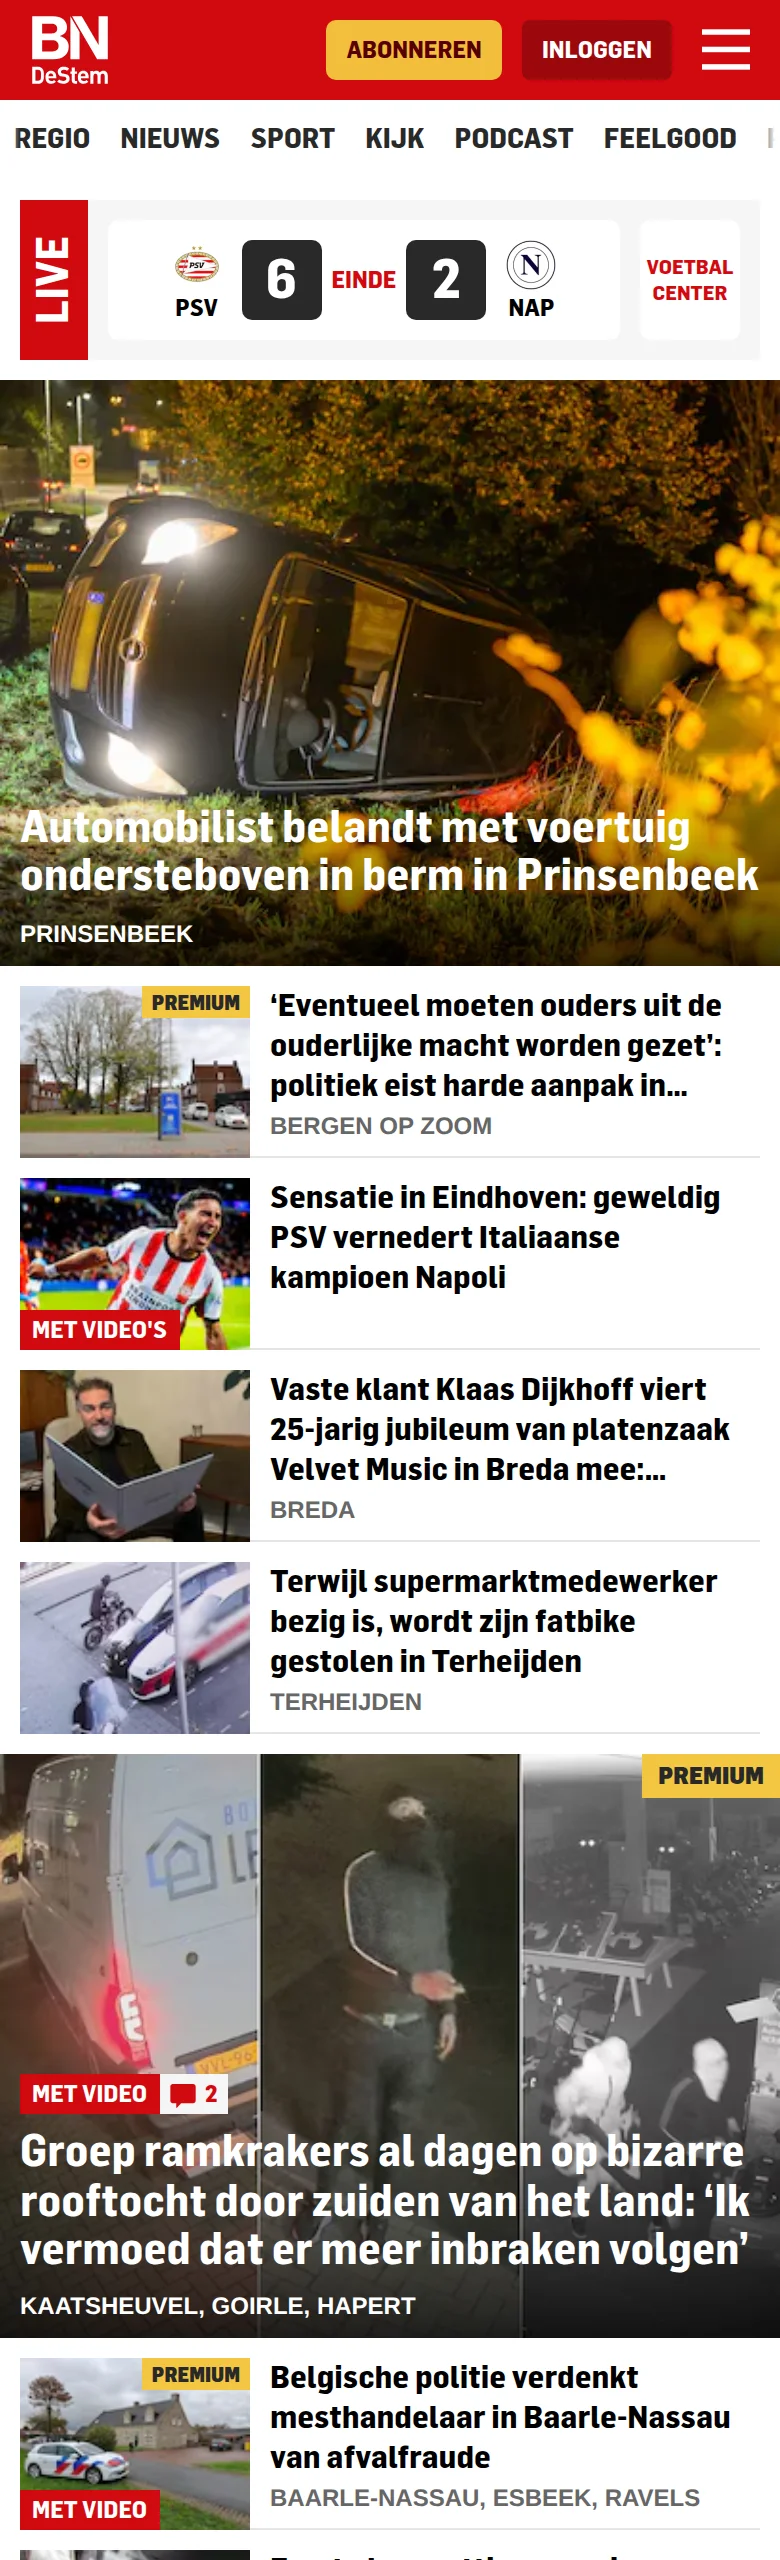 BN
DeStem
ABONNEREN
INLOGGEN
REGIO NIEUWS SPORT KIJK PODCAST FEELGOOD
LIVE
PSV
PSV
6
EINDE
2
N
NAP
VOETBAL
CENTER
Automobilist belandt met voertuig
ondersteboven in berm in Prinsenbeek
PRINSENBEEK
PREMIUM
‘Eventueel moeten ouders uit de
ouderlijke macht worden gezet’:
politiek eist harde aanpak in...
BERGEN OP ZOOM
Sensatie in Eindhoven: geweldig
PSV vernedert Italiaanse
kampioen Napoli
MET VIDEO'S
Vaste klant Klaas Dijkhoff viert
25-jarig jubileum van platenzaak
Velvet Music in Breda mee:...
BREDA
Terwijl supermarktmedewerker
bezig is, wordt zijn fatbike
gestolen in Terheijden
TERHEIJDEN
PREMIUM
MET VIDEO
2
Groep ramkrakers al dagen op bizarre
rooftocht door zuiden van het land: ‘Ik
vermoed dat er meer inbraken volgen’
KAATSHEUVEL, GOIRLE, HAPERT
PREMIUM
MET VIDEO
Belgische politie verdenkt
mesthandelaar in Baarle-Nassau
van afvalfraude
BAARLE-NASSAU, ESBEEK, RAVELS